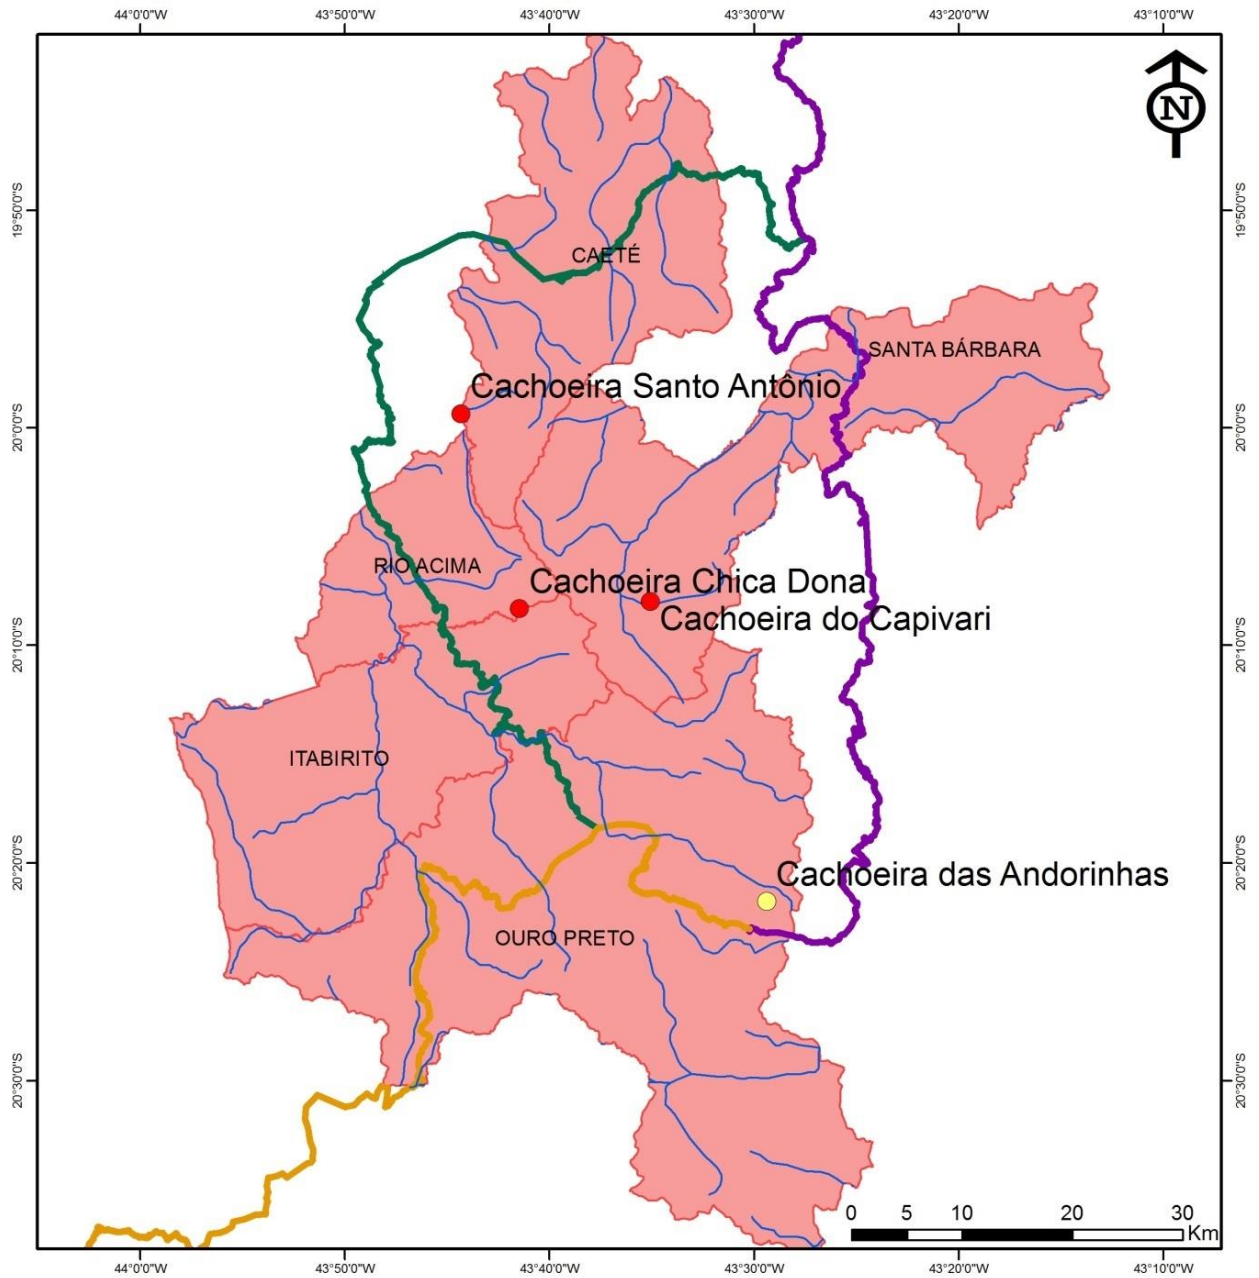 44°0'0"W 43°50'0"W 43°40'0"W 43°30'0"W 43°20'0"W 43°10'0"W
N
19°50'0"S 19°50'0"S
CAETÉ
SANTA BÁRBARA
Cachoeira Santo Antônio
20°0'0"S 20°0'0"S
RIO ACIMA
Cachoeira Chica Dona
Cachoeira do Capivari
20°10'0"S 20°10'0"S
ITABIRITO
20°20'0"S 20°20'0"S
Cachoeira das Andorinhas
OURO PRETO
20°30'0"S 20°30'0"S
0 5 10 20 30
Km
44°0'0"W 43°50'0"W 43°40'0"W 43°30'0"W 43°20'0"W 43°10'0"W